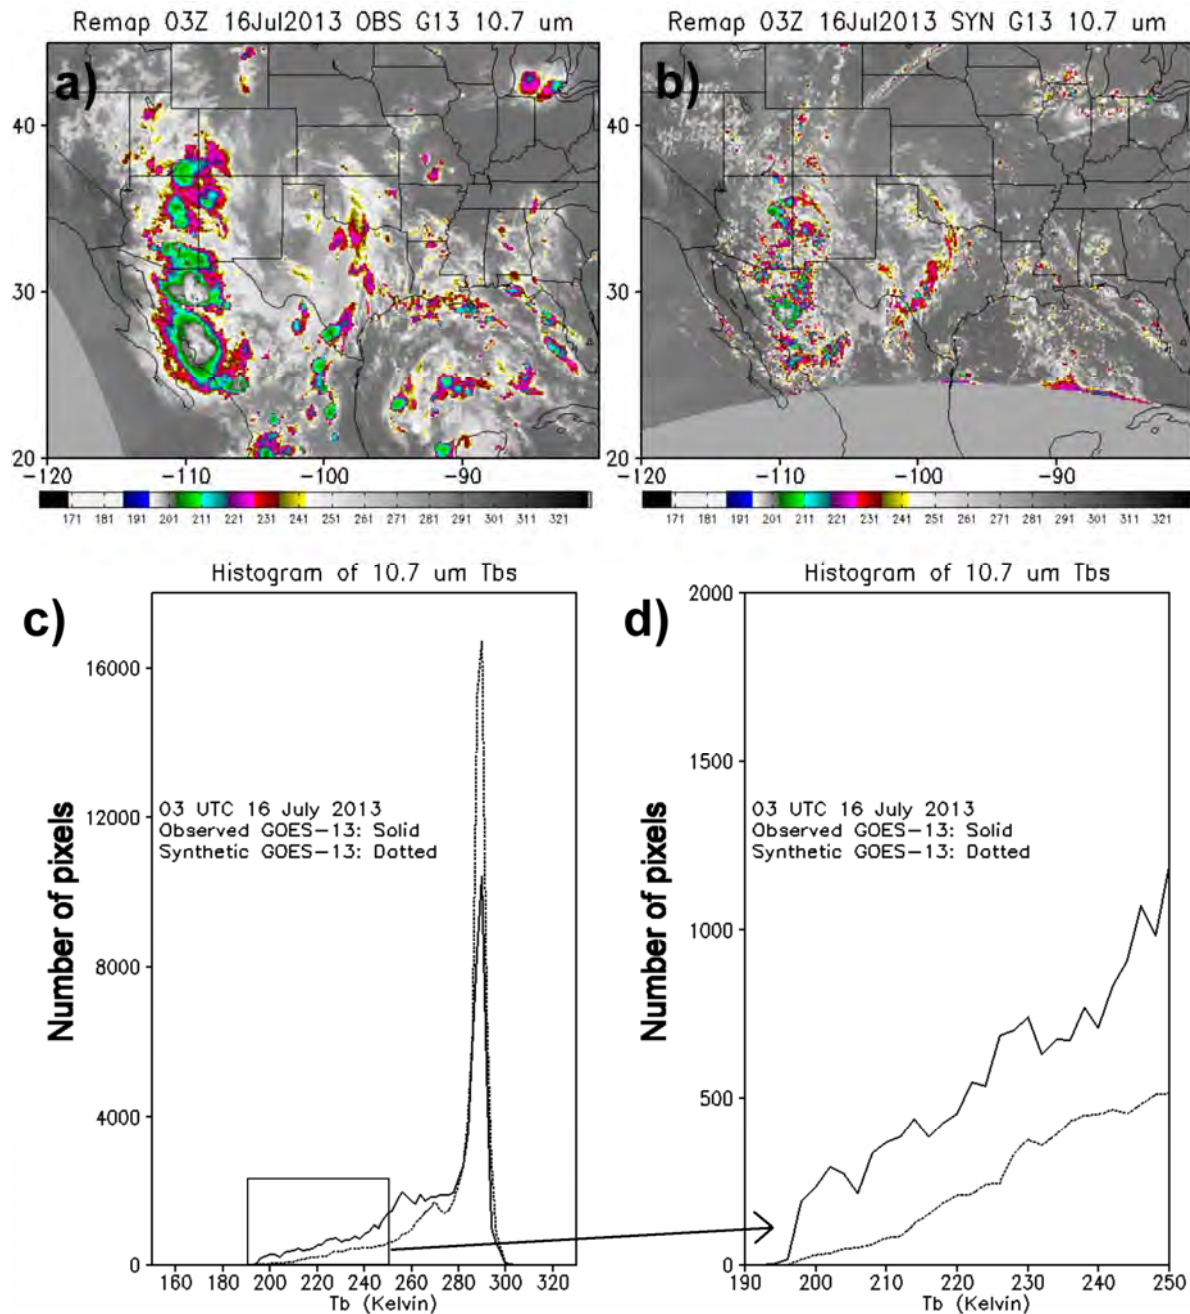 Remap 03Z 16Jul2013 OBS G13 10.7 um
Remap 03Z 16Jul2013 SYN G13 10.7 um
a)
b)
40
30
20
-120 -110 -100 -90
171 181 191 201 211 221 231 241 251 261 271 281 291 301 311 321
40
30
20
-120 -110 -100 -90
171 181 191 201 211 221 231 241 251 261 271 281 291 301 311 321
Histogram of 10.7 um Tbs
c)
16000
12000
8000
4000
0
Number of pixels
03 UTC 16 July 2013
Observed GOES-13: Solid
Synthetic GOES-13: Dotted
160 180 200 220 240 260 280 300 320
Tb (Kelvin)
Histogram of 10.7 um Tbs
d)
2000
1500
1000
500
0
Number of pixels
03 UTC 16 July 2013
Observed GOES-13: Solid
Synthetic GOES-13: Dotted
190 200 210 220 230 240 250
Tb (Kelvin)